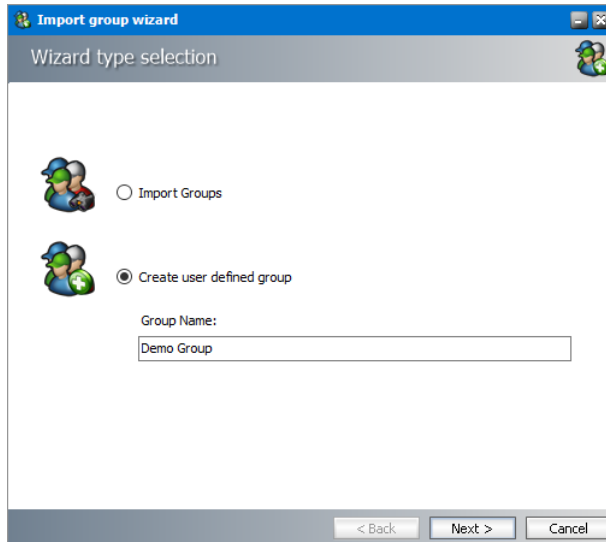 Import group wizard
Wizard type selection
Import Groups
Create user defined group
Group Name:
Demo Group
< Back
Next >
Cancel